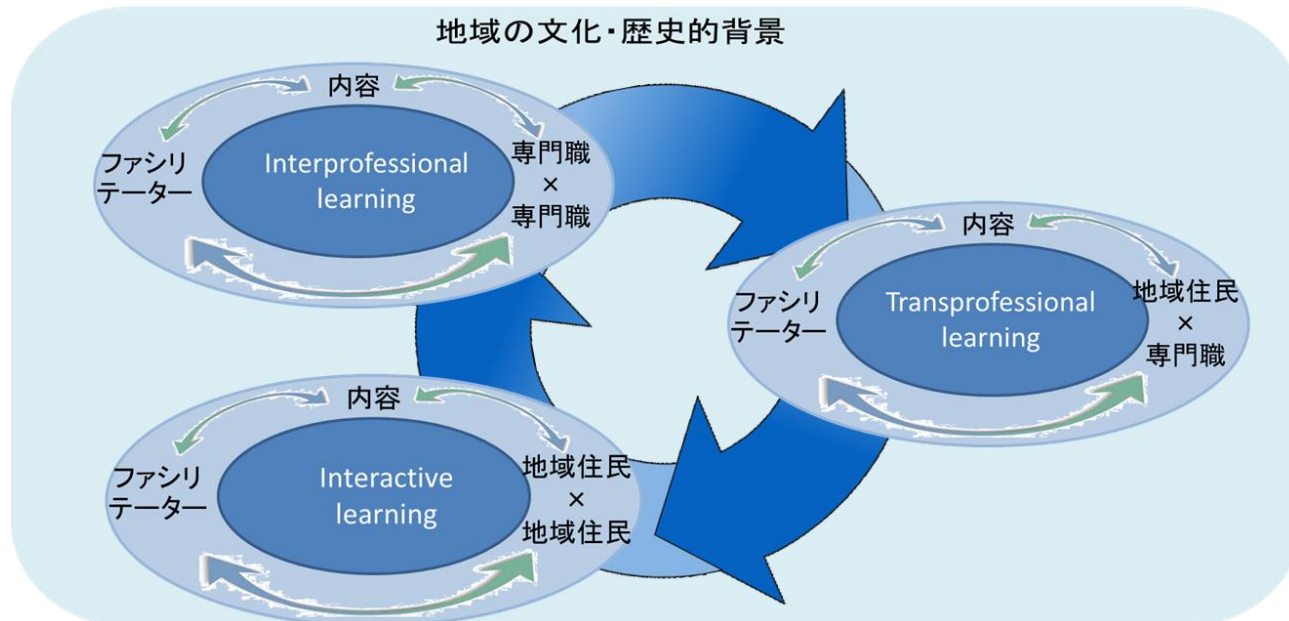 地域の文化・歴史的背景
内容
ファシリ
テーター
Interprofessional
learning
専門職
×
専門職
内容
ファシリ
テーター
Transprofessional
learning
地域住民
×
専門職
内容
ファシリ
テーター
Interactive
learning
地域住民
×
地域住民